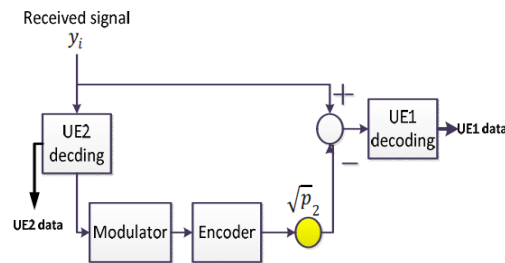 Received signal
y_i
+
UE2
decding
UE1
decoding
UE1 data
−
UE2 data
√p_2
Modulator
Encoder